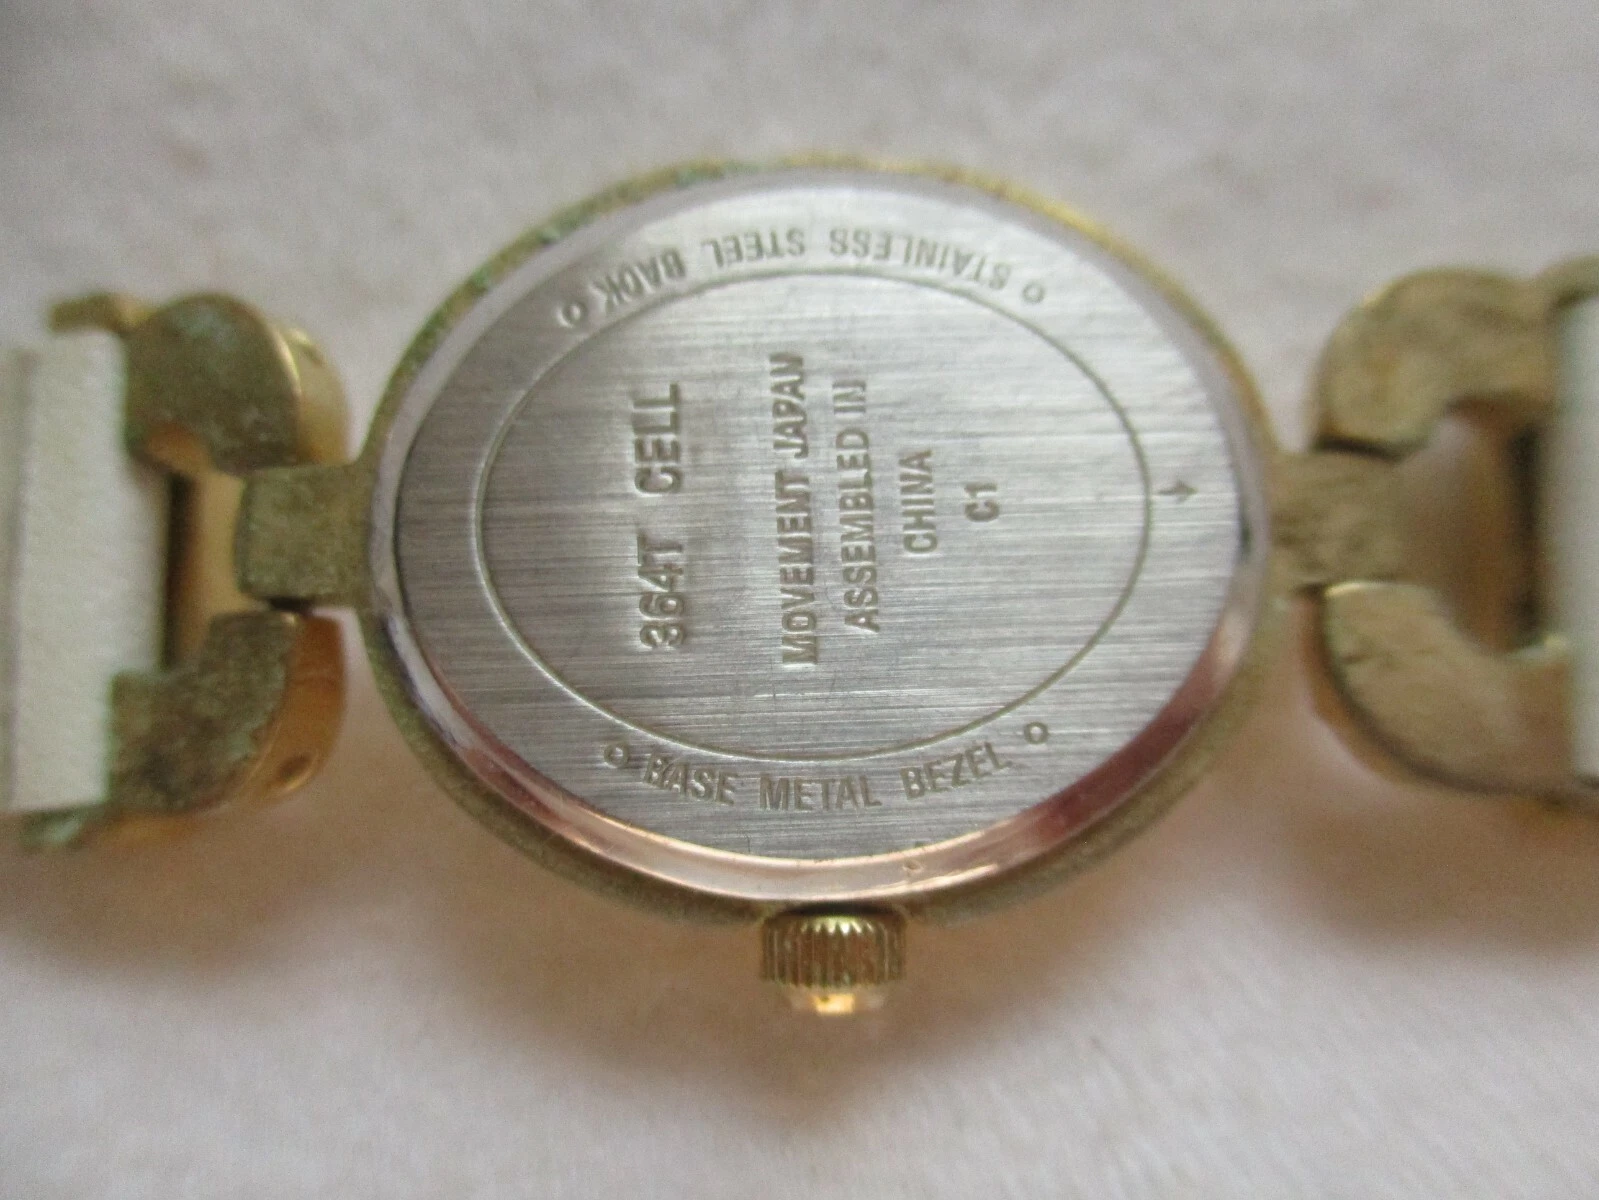 STAINLESS STEEL BACK
364T CELL
MOVEMENT JAPAN
ASSEMBLED IN
CHINA
C1
BASE METAL BEZEL